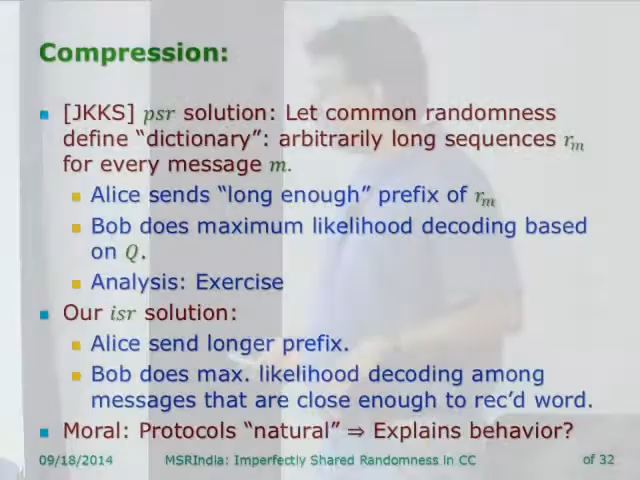 Compression:
[JKKS] psr solution: Let common randomness
define “dictionary”: arbitrarily long sequences rₘ
for every message m.
Alice sends “long enough” prefix of rₘ
Bob does maximum likelihood decoding based
on Q.
Analysis: Exercise
Our isr solution:
Alice send longer prefix.
Bob does max. likelihood decoding among
messages that are close enough to rec’d word.
Moral: Protocols “natural” ⇒ Explains behavior?
09/18/2014 MSRIndia: Imperfectly Shared Randomness in CC of 32